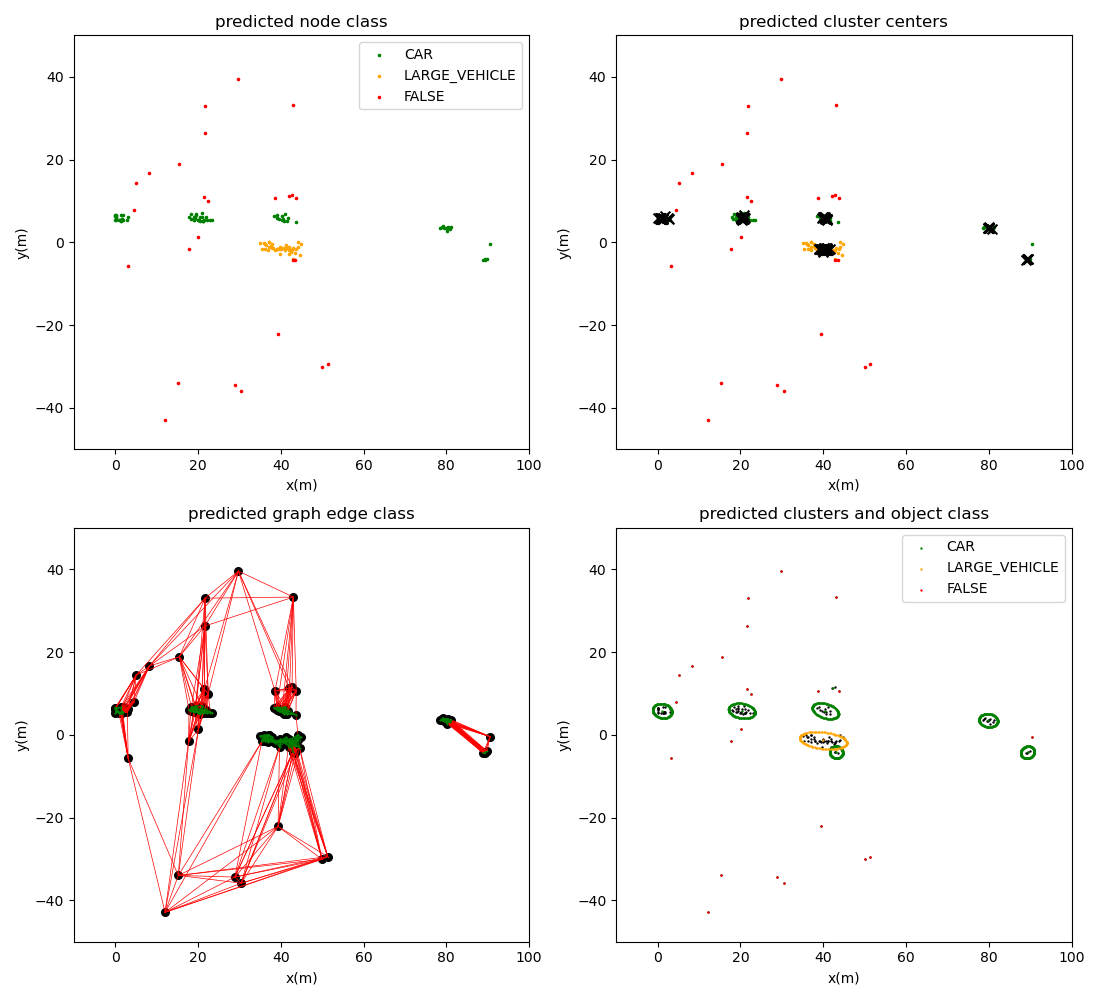 predicted node class
CAR
LARGE_VEHICLE
FALSE
40
20
0
−20
−40
y(m)
0 20 40 60 80 100
x(m)
predicted cluster centers
40
20
0
−20
−40
y(m)
0 20 40 60 80 100
x(m)
predicted graph edge class
40
20
0
−20
−40
y(m)
0 20 40 60 80 100
x(m)
predicted clusters and object class
CAR
LARGE_VEHICLE
FALSE
40
20
0
−20
−40
y(m)
0 20 40 60 80 100
x(m)